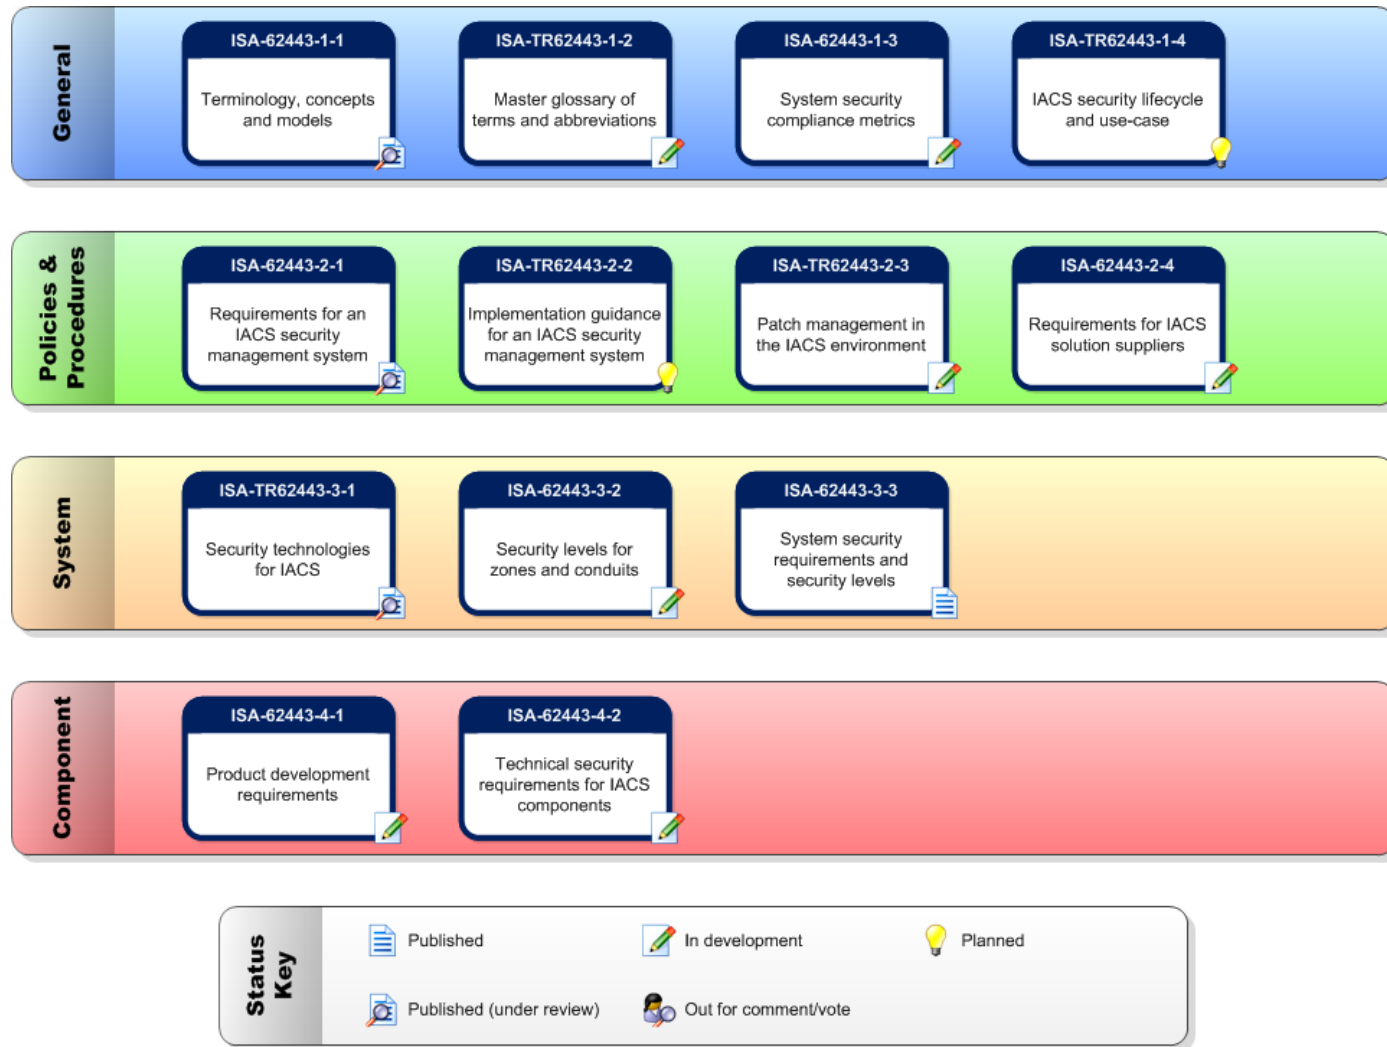 General
ISA-62443-1-1
Terminology, concepts
and models
ISA-TR62443-1-2
Master glossary of
terms and abbreviations
ISA-62443-1-3
System security
compliance metrics
ISA-TR62443-1-4
IACS security lifecycle
and use-case
Policies &
Procedures
ISA-62443-2-1
Requirements for an
IACS security
management system
ISA-TR62443-2-2
Implementation guidance
for an IACS security
management system
ISA-TR62443-2-3
Patch management in
the IACS environment
ISA-62443-2-4
Requirements for IACS
solution suppliers
System
ISA-TR62443-3-1
Security technologies
for IACS
ISA-62443-3-2
Security levels for
zones and conduits
ISA-62443-3-3
System security
requirements and
security levels
Component
ISA-62443-4-1
Product development
requirements
ISA-62443-4-2
Technical security
requirements for IACS
components
Status
Key
Published
In development
Planned
Published (under review)
Out for comment/vote